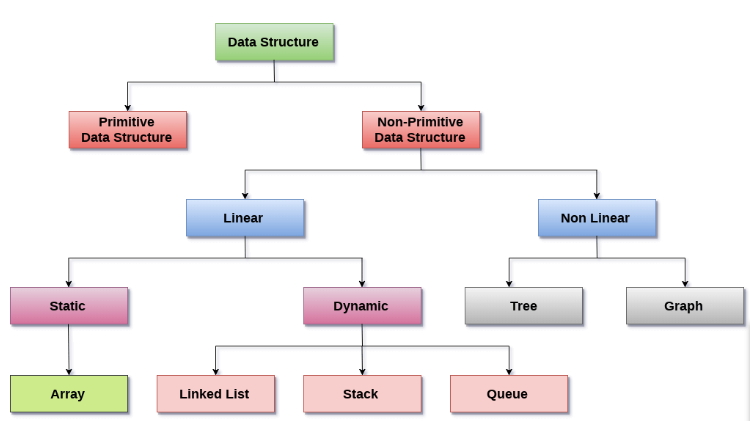 Data Structure
Primitive
Data Structure
Non-Primitive
Data Structure
Linear
Non Linear
Static
Dynamic
Tree
Graph
Array
Linked List
Stack
Queue